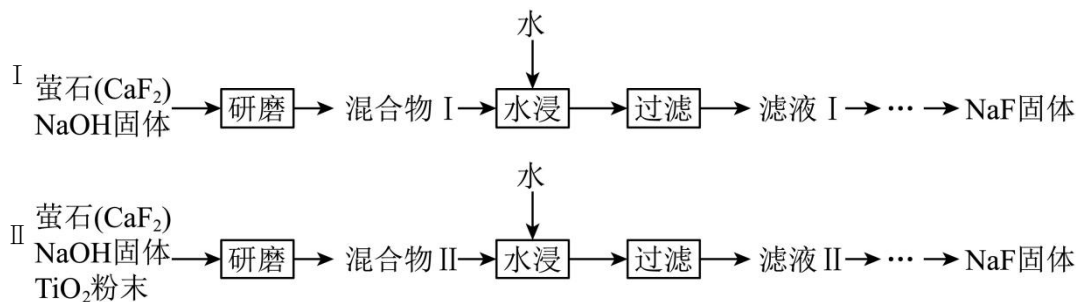 水
Ⅰ 萤石(CaF₂)
NaOH固体
研磨 混合物Ⅰ 水浸 过滤 滤液Ⅰ ··· NaF固体
水
Ⅱ 萤石(CaF₂)
NaOH固体
TiO₂粉末
研磨 混合物Ⅱ 水浸 过滤 滤液Ⅱ ··· NaF固体